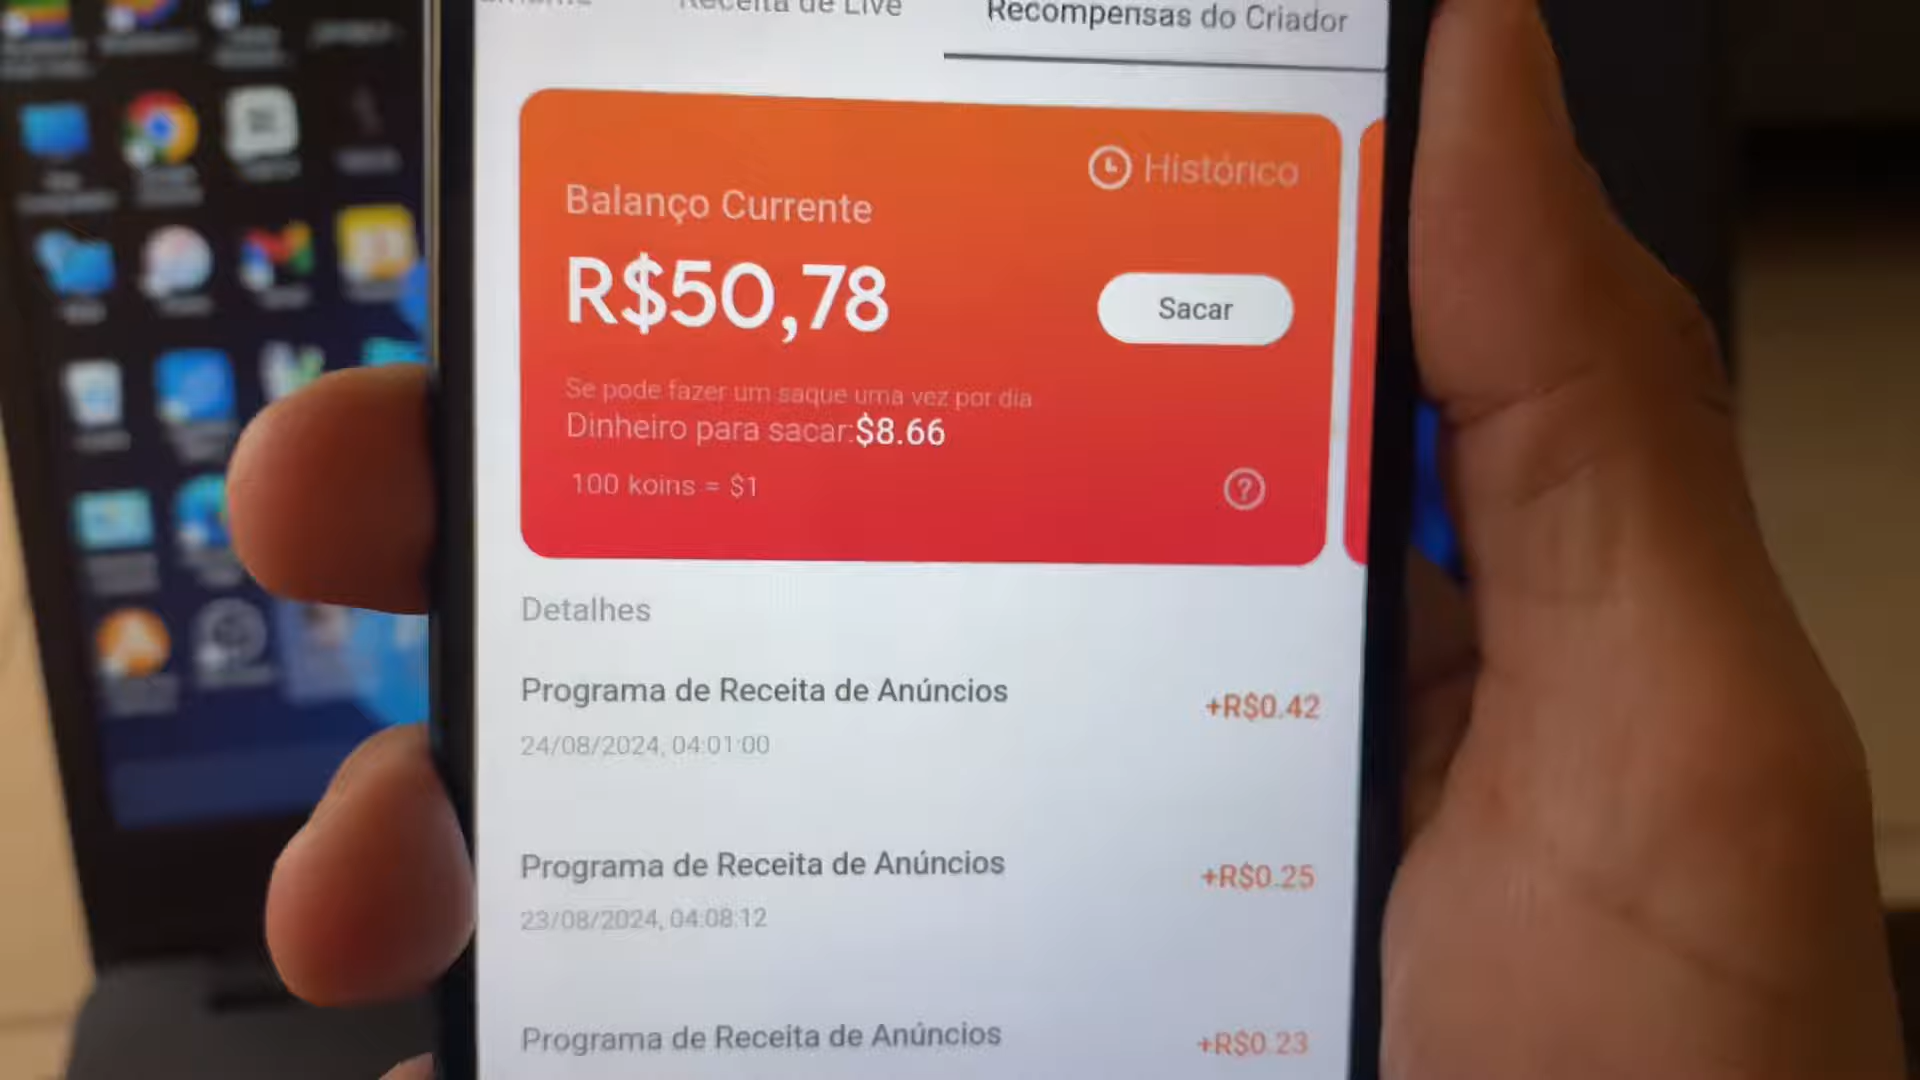 Receita de Live
Recompensas do Criador
Histórico
Balanço Currente
R$50,78
Sacar
Se pode fazer um saque uma vez por dia
Dinheiro para sacar:$8.66
100 koins = $1
?
Detalhes
Programa de Receita de Anúncios
+R$0.42
24/08/2024, 04:01:00
Programa de Receita de Anúncios
+R$0.25
23/08/2024, 04:08:12
Programa de Receita de Anúncios
+R$0.23